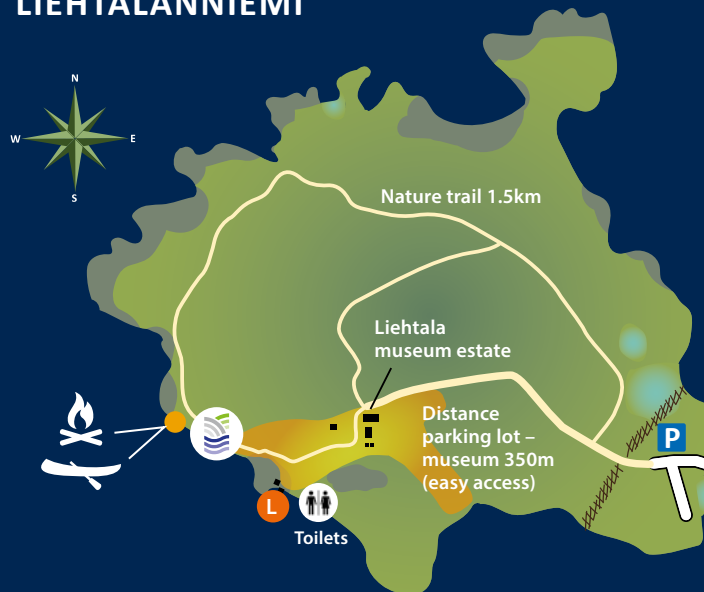 LIEHTALANNIEMI
N
W E
S
Nature trail 1.5km
Liehtala
museum estate
Distance
parking lot –
museum 350m
(easy access)
P
L
Toilets